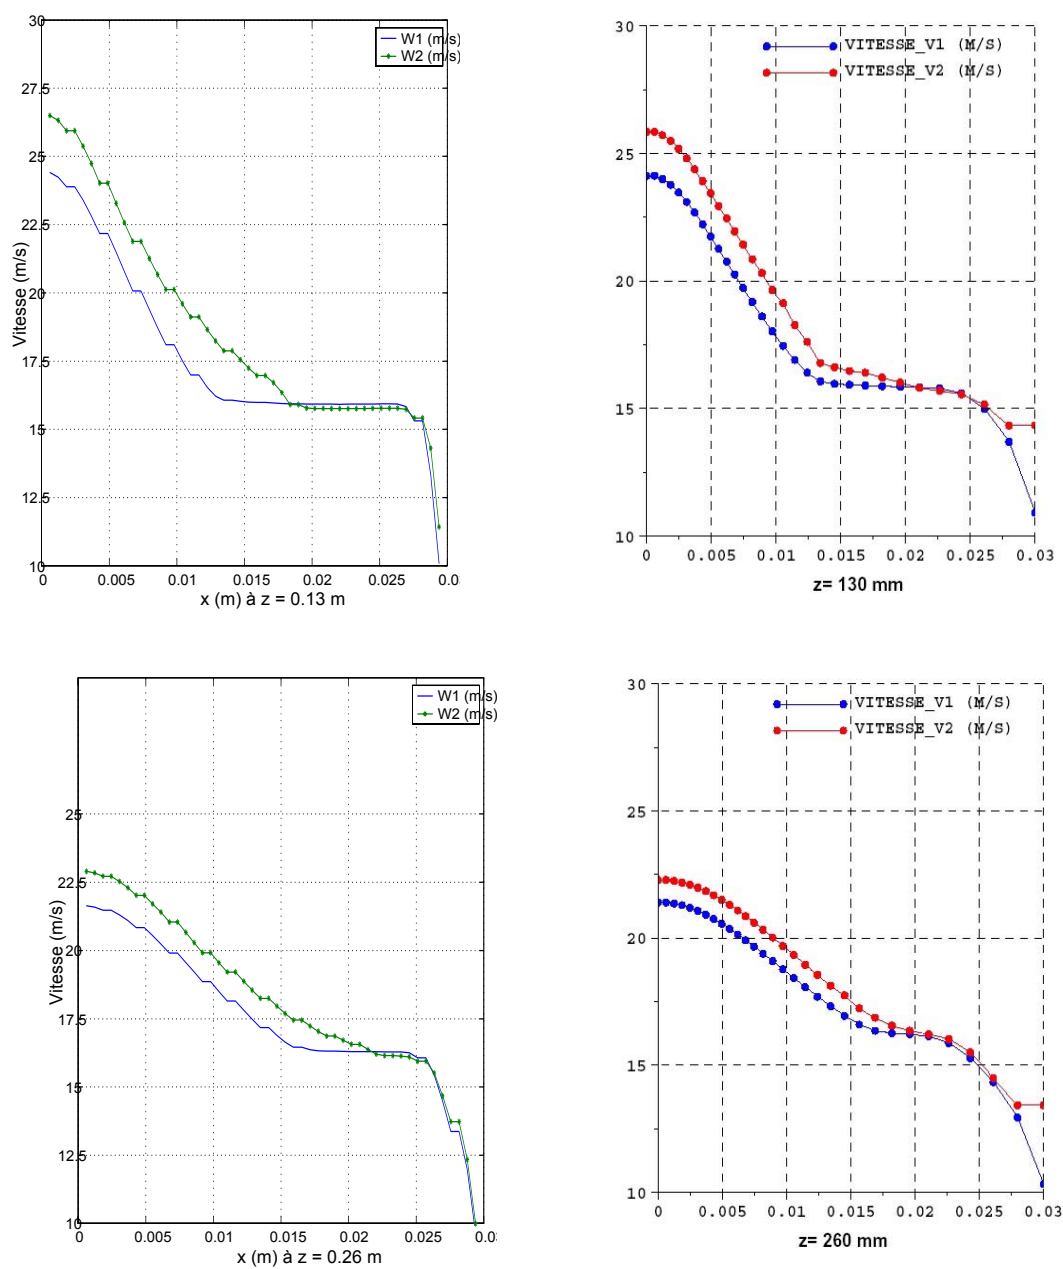 30
27.5
25
22.5
20
17.5
15
12.5
10
Vitesse (m/s)
W1 (m/s)
W2 (m/s)
0 0.005 0.01 0.015 0.02 0.025 0.0
x (m) à z = 0.13 m
30
25
20
15
10
VITESSE_V1 (M/S)
VITESSE_V2 (M/S)
0 0.005 0.01 0.015 0.02 0.025 0.03
z= 130 mm
25
22.5
20
17.5
15
12.5
10
Vitesse (m/s)
W1 (m/s)
W2 (m/s)
0 0.005 0.01 0.015 0.02 0.025
x (m) à z = 0.26 m
30
25
20
15
10
VITESSE_V1 (M/S)
VITESSE_V2 (M/S)
0 0.005 0.01 0.015 0.02 0.025 0.03
z= 260 mm